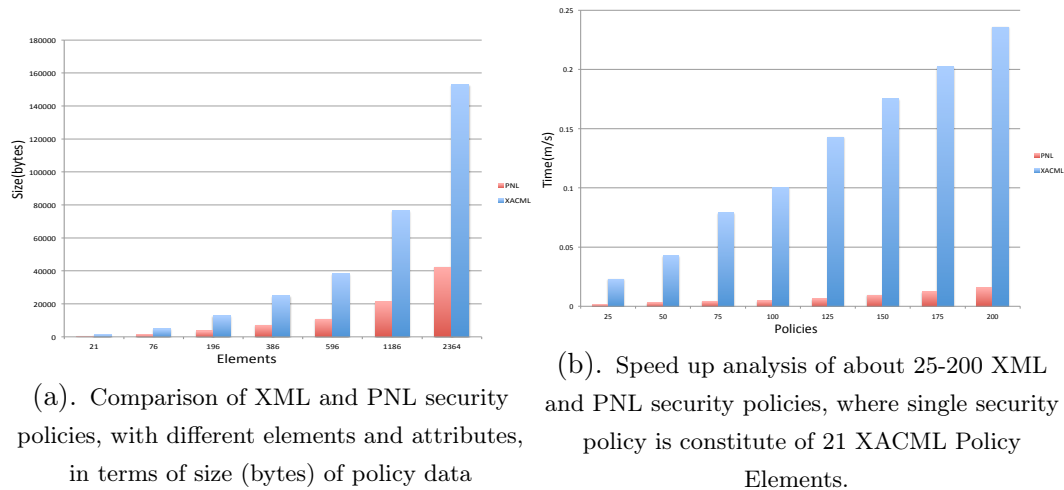 180000
160000
140000
120000
100000
80000
60000
40000
20000
0
Size(bytes)
21 76 196 386 596 1186 2364
Elements
PNL
XACML
(a). Comparison of XML and PNL security
policies, with different elements and attributes,
in terms of size (bytes) of policy data
0.25
0.2
0.15
0.1
0.05
0
Time(m/s)
25 50 75 100 125 150 175 200
Policies
PNL
XACML
(b). Speed up analysis of about 25-200 XML
and PNL security policies, where single security
policy is constitute of 21 XACML Policy
Elements.